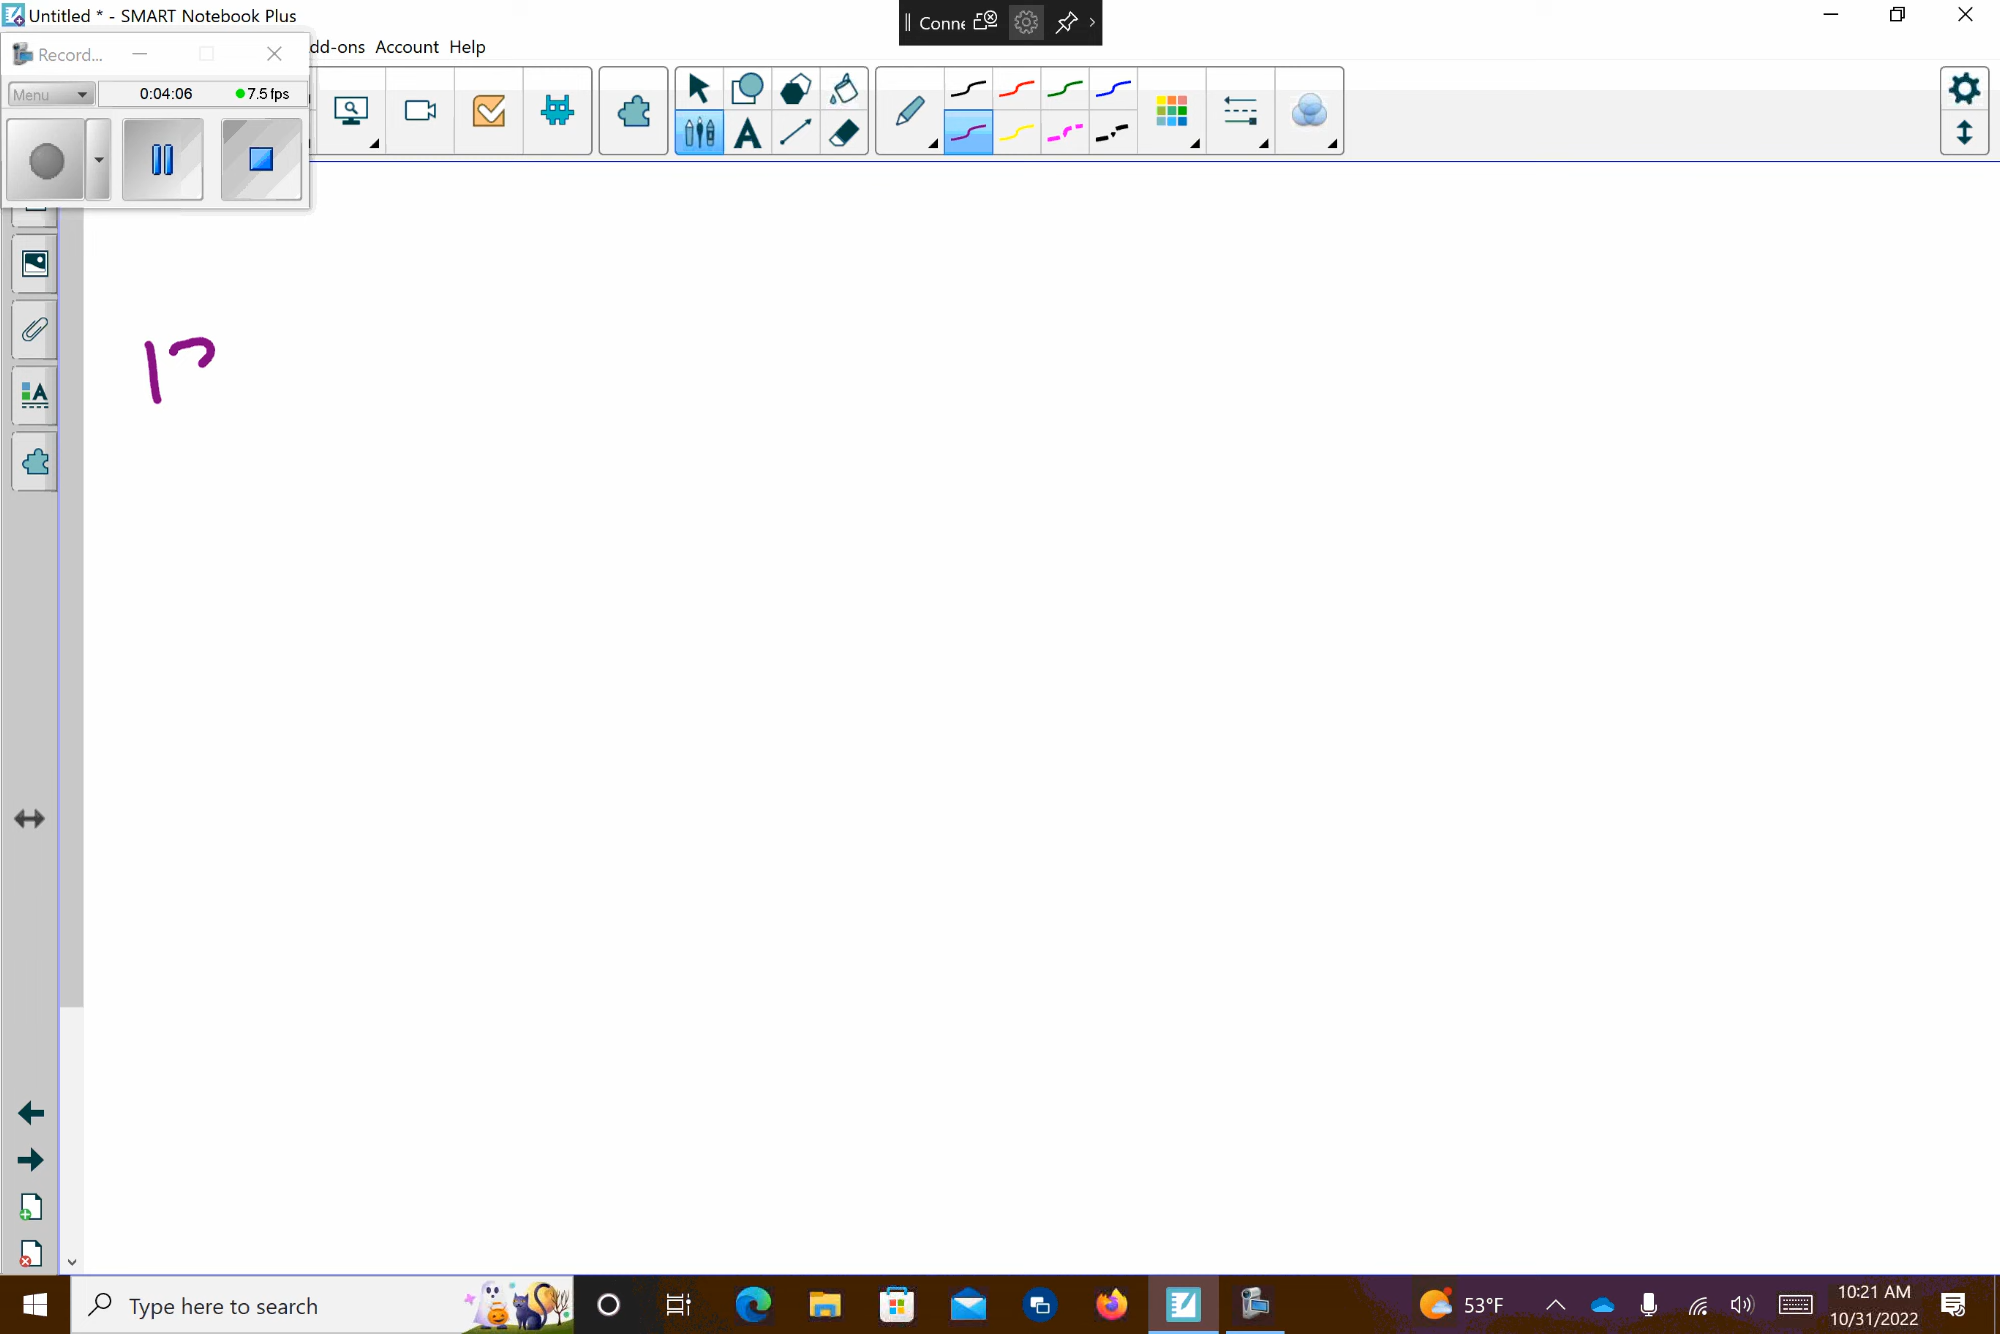 Untitled * - SMART Notebook Plus
Conne
Record...
dd-ons Account Help
Menu 0:04:06 7.5 fps
Type here to search
53°F
10:21 AM
10/31/2022